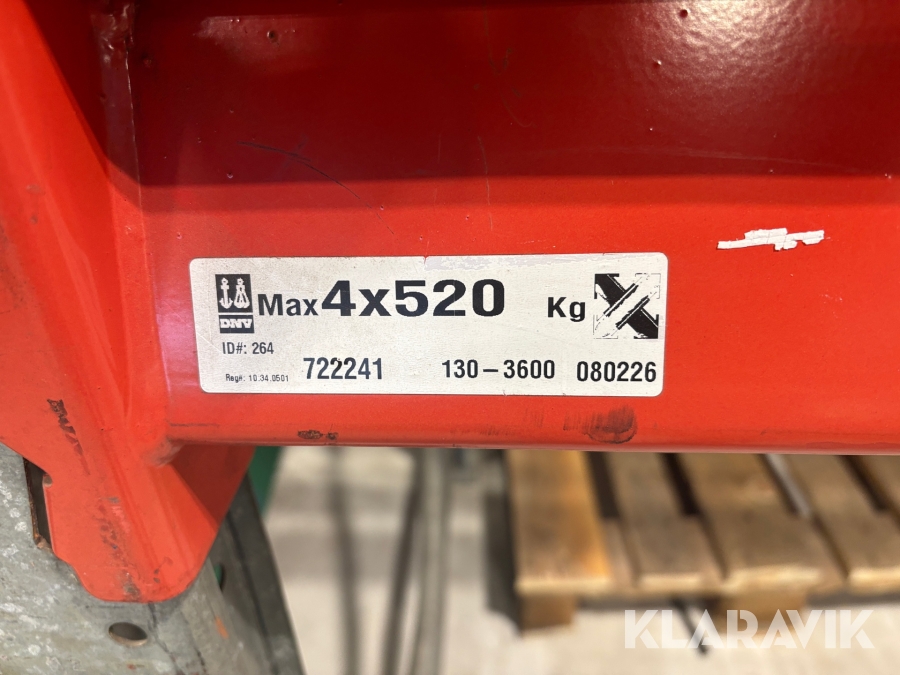 Max 4x520 Kg
DNV
ID#: 264
Reg#: 10.34.0501 722241 130-3600 080226
KLARAVIK